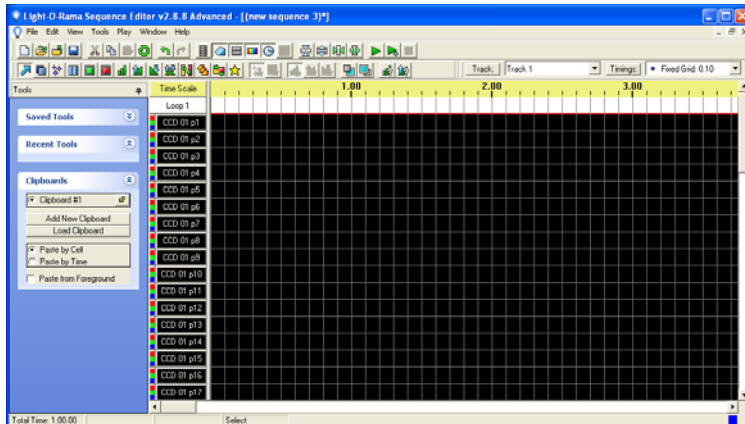 Light-O-Rama Sequence Editor v2.8.8 Advanced - [(new sequence 3)*]
File Edit View Tools Play Window Help
Track: Track 1 Timings: Fixed Grid: 0.10
Tools
Time Scale 1.00 2.00 3.00
Loop 1
Saved Tools
CCD 01 p1
CCD 01 p2
Recent Tools
CCD 01 p3
CCD 01 p4
Clipboards
CCD 01 p5
Clipboard #1
CCD 01 p6
Add New Clipboard
CCD 01 p7
Load Clipboard
CCD 01 p8
Paste by Cell
CCD 01 p9
Paste by Time
CCD 01 p10
Paste from Foreground
CCD 01 p11
CCD 01 p12
CCD 01 p13
CCD 01 p14
CCD 01 p15
CCD 01 p16
CCD 01 p17
Total Time: 1:00.00 Select